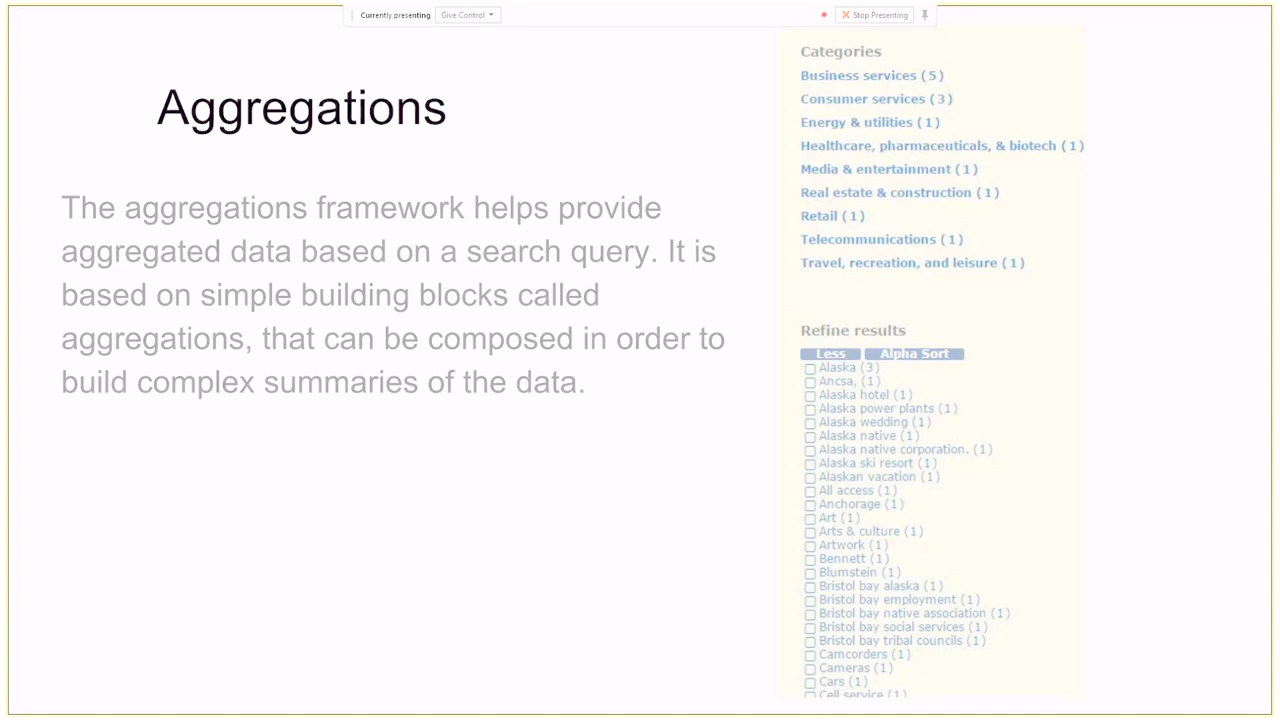 Currently presenting
Give Control
Stop Presenting
Aggregations
The aggregations framework helps provide
aggregated data based on a search query. It is
based on simple building blocks called
aggregations, that can be composed in order to
build complex summaries of the data.
Categories
Business services (5)
Consumer services (3)
Energy & utilities (1)
Healthcare, pharmaceuticals, & biotech (1)
Media & entertainment (1)
Real estate & construction (1)
Retail (1)
Telecommunications (1)
Travel, recreation, and leisure (1)
Refine results
Less Alpha Sort
Alaska (3)
Ancsa, (1)
Alaska hotel (1)
Alaska power plants (1)
Alaska wedding (1)
Alaska native (1)
Alaska native corporation. (1)
Alaska ski resort (1)
Alaskan vacation (1)
All access (1)
Anchorage (1)
Art (1)
Arts & culture (1)
Artwork (1)
Bennett (1)
Blumstein (1)
Bristol bay alaska (1)
Bristol bay employment (1)
Bristol bay native association (1)
Bristol bay social services (1)
Bristol bay tribal councils (1)
Camcorders (1)
Cameras (1)
Cars (1)
Cell service (1)